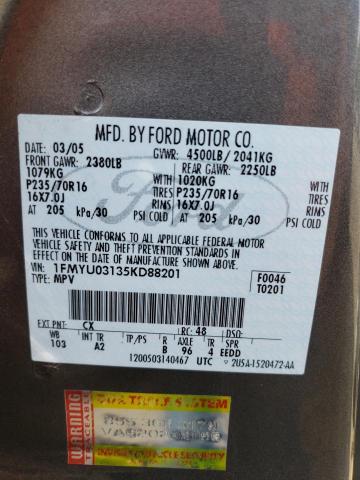 MFD. BY FORD MOTOR CO.
DATE: 03/05 GVWR: 4500LB/ 2041KG
FRONT GAWR: 2380LB REAR GAWR: 2250LB
1079KG WITH 1020KG WITH
P235/70R16 TIRES P235/70R16 TIRES
16X7.0J RIMS 16X7.0J RIMS
AT 205 kPa/30 PSI COLD AT 205 kPa/30 PSI COLD
THIS VEHICLE CONFORMS TO ALL APPLICABLE FEDERAL MOTOR
VEHICLE SAFETY AND THEFT PREVENTION STANDARDS IN EFFECT ON THE
DATE OF MANUFACTURE SHOWN ABOVE.
VIN: 1FMYU03135KD88201 F0046
TYPE: MPV T0201
EXT PNT: CX RC: 48 DSO:
WB INT TR TP/PS R AXLE TR SPR
103 A2 B 96 4 EEDD
1200503140467 UTC 2U5A-1520472-AA
WARNING
TRACEABLE
SYSTEM